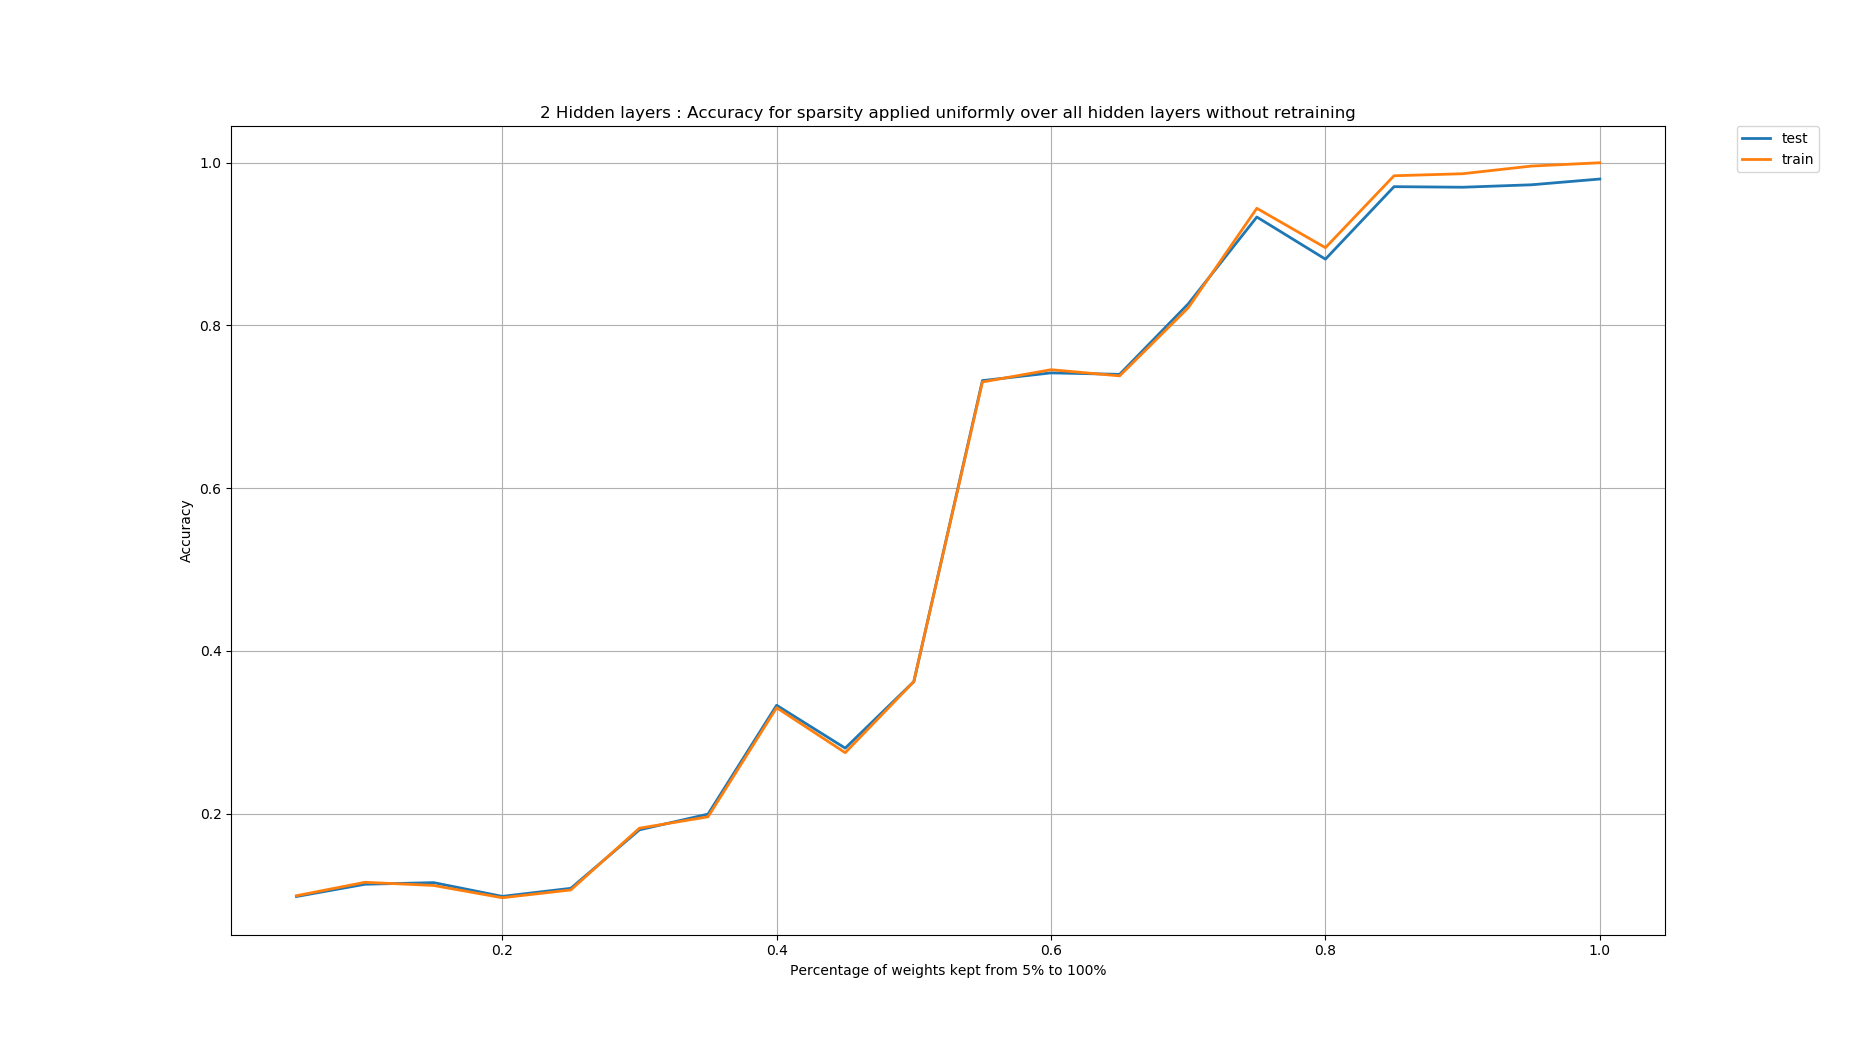 2 Hidden layers : Accuracy for sparsity applied uniformly over all hidden layers without retraining
test
train
1.0
0.8
0.6
0.4
0.2
Accuracy
0.2
0.4
0.6
0.8
1.0
Percentage of weights kept from 5% to 100%